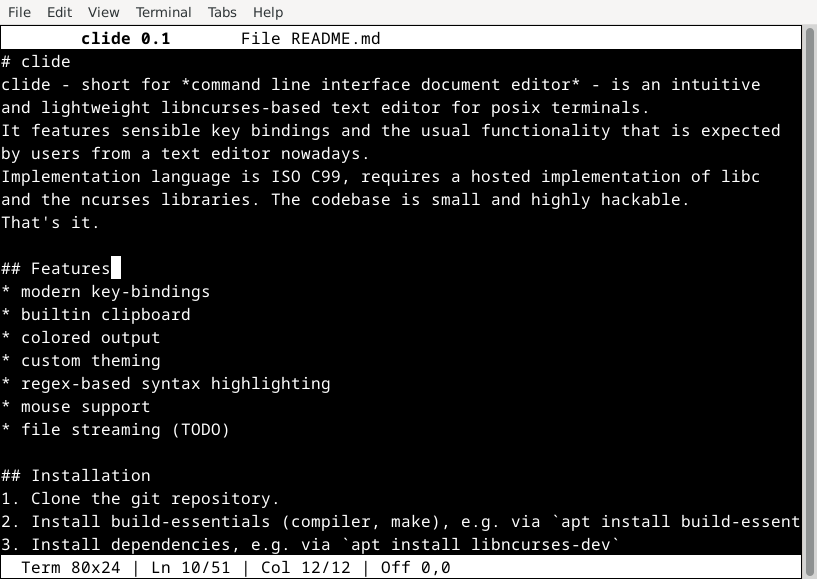 File Edit View Terminal Tabs Help
clide 0.1 File README.md
# clide
clide - short for *command line interface document editor* - is an intuitive
and lightweight libncurses-based text editor for posix terminals.
It features sensible key bindings and the usual functionality that is expected
by users from a text editor nowadays.
Implementation language is ISO C99, requires a hosted implementation of libc
and the ncurses libraries. The codebase is small and highly hackable.
That's it.
## Features
* modern key-bindings
* builtin clipboard
* colored output
* custom theming
* regex-based syntax highlighting
* mouse support
* file streaming (TODO)
## Installation
1. Clone the git repository.
2. Install build-essentials (compiler, make), e.g. via `apt install build-essent
3. Install dependencies, e.g. via `apt install libncurses-dev`
Term 80x24 | Ln 10/51 | Col 12/12 | Off 0,0